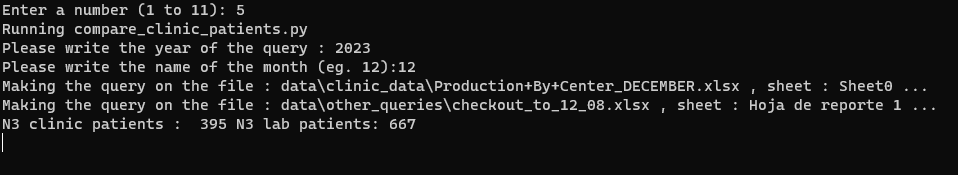 Enter a number (1 to 11): 5
Running compare_clinic_patients.py
Please write the year of the query : 2023
Please write the name of the month (eg. 12):12
Making the query on the file : data\clinic_data\Production+By+Center_DECEMBER.xlsx , sheet : Sheet0 ...
Making the query on the file : data\other_queries\checkout_to_12_08.xlsx , sheet : Hoja de reporte 1 ...
N3 clinic patients :  395 N3 lab patients: 667